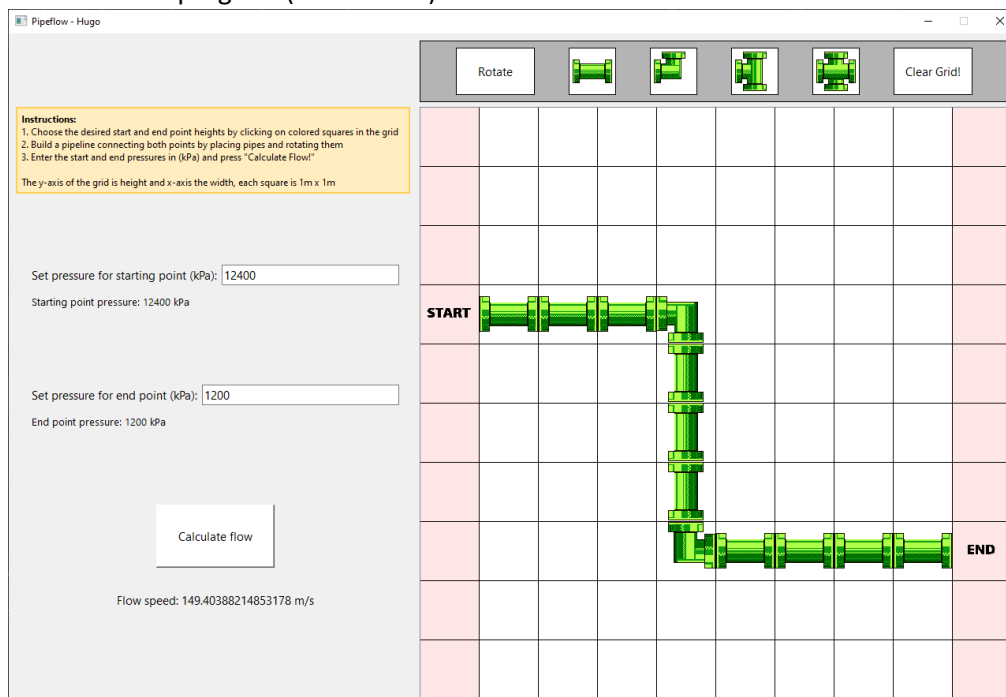 Pipeflow - Hugo
Rotate
Clear Grid!
Instructions:
1. Choose the desired start and end point heights by clicking on colored squares in the grid
2. Build a pipeline connecting both points by placing pipes and rotating them
3. Enter the start and end pressures in (kPa) and press "Calculate Flow!"
The y-axis of the grid is height and x-axis the width, each square is 1m x 1m
Set pressure for starting point (kPa): 12400
Starting point pressure: 12400 kPa
START
Set pressure for end point (kPa): 1200
End point pressure: 1200 kPa
Calculate flow
END
Flow speed: 149.40388214853178 m/s